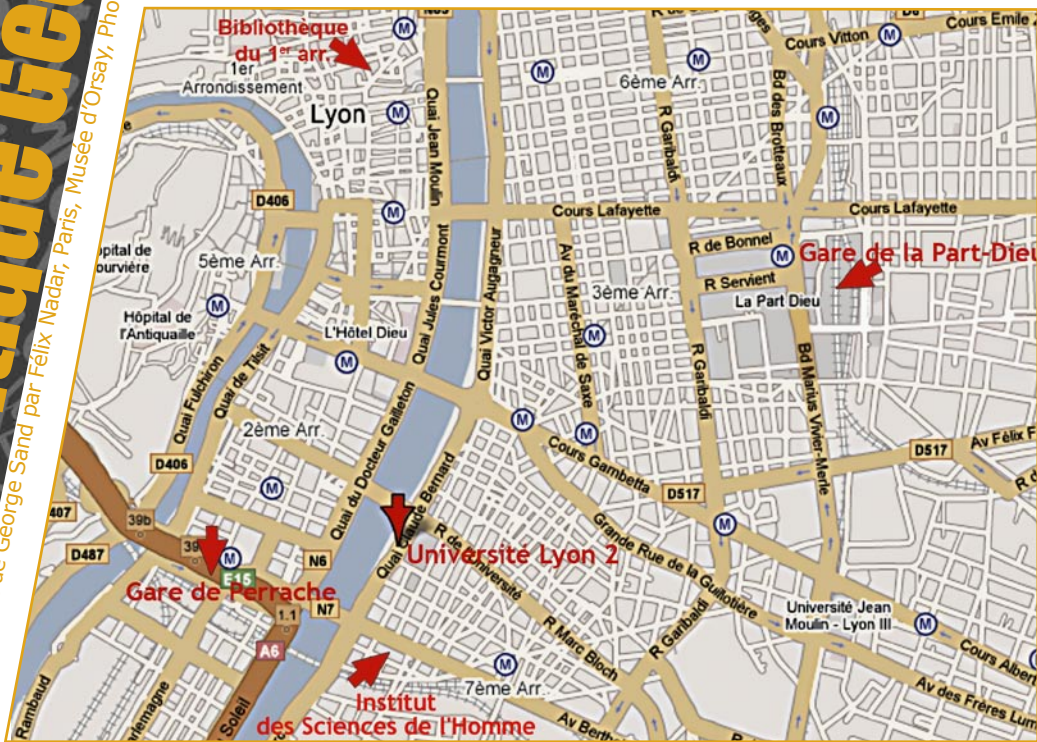 ique Ge
de George Sand par Félix Nadar, Paris, Musée d'Orsay, Pho
Bibliothèque
du 1er arr.
1er
Arrondissement
Lyon
M
M
M
M
M
M
M
Cours Vitton
Cours Emile
6ème Arr.
Quai Jean Moulin
R Garibaldi
Bd des Brotteaux
D406
Cours Lafayette
Cours Lafayette
R de Bonnel
M
Gare de la Part-Dieu
R Servient
La Part Dieu
5ème Arr.
3ème Arr.
Hôpital de
l'Antiquaille
M
L'Hôtel Dieu
M
M
Quai Jules Courmont
Quai Victor Augagneur
Av du Maréchal de Saxe
R Garibaldi
Bd Marius Vivier-Merle
Quai Fulchiron
Quai de Tilsit
2ème Arr.
Quai du Docteur Gailleton
M
M
Cours Gambetta
D517
D517
Av Félix F
D406
M
407
39b
D487
39
M
E15
N6
Gare de Perrache
N7
1.1
A6
Quai Claude Bernard
Université Lyon 2
R de l'Université
R Marc Bloch
Grande Rue de la Guillotière
M
R Garibaldi
Université Jean
Moulin - Lyon III
M
Cours Albert
Av des Frères Lum
M
7ème Arr.
Institut
des Sciences de l'Homme
Av Berth
Rambaud